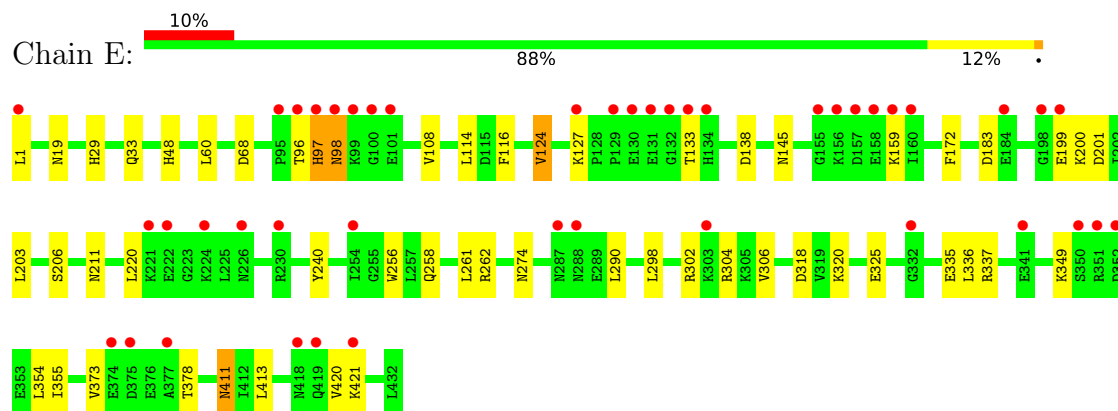 10%
Chain E:
88% 12% •
L1 N19 H29 Q33 H48 L60 D68 P95 T96 H97 N98 K99 G100 E101 V108 L114 D115 F116 V124 K127 P128 P129 E130 E131 G132 T133 H134 D138 N145 G155 K156 D157 E158 K159 I160 F172 D183 E184 G198 E199 K200 D201 I202
L203 S206 N211 L220 K221 E222 G223 K224 L225 N226 R230 Y240 I254 G255 W256 L257 Q258 L261 R262 N274 N287 N288 E289 L290 L298 R302 K303 R304 K305 V306 D318 V319 K320 E325 G332 E335 L336 R337 E341 K349 S350 R351
E353 L354 I355 V373 E374 D375 E376 A377 T378 N411 I412 L413 N418 Q419 V420 K421 L432